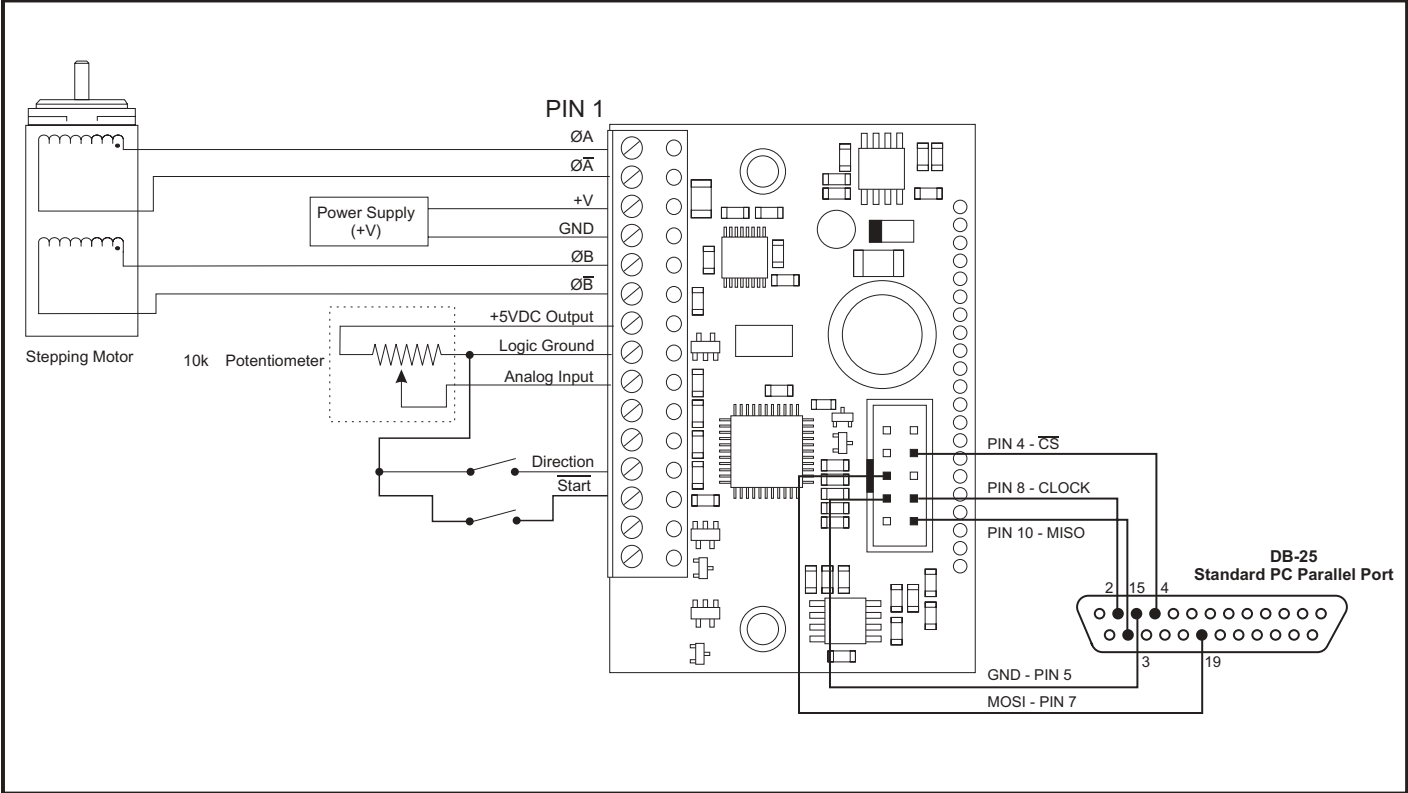 PIN 1
ØA
ØA̅
+V
Power Supply
(+V)
GND
ØB
ØB̅
+5VDC Output
Logic Ground
Stepping Motor
10k Potentiometer
Analog Input
Direction
S̅t̅a̅r̅t̅
PIN 4 - C̅S̅
PIN 8 - CLOCK
PIN 10 - MISO
DB-25
Standard PC Parallel Port
2 15 4
3 19
GND - PIN 5
MOSI - PIN 7